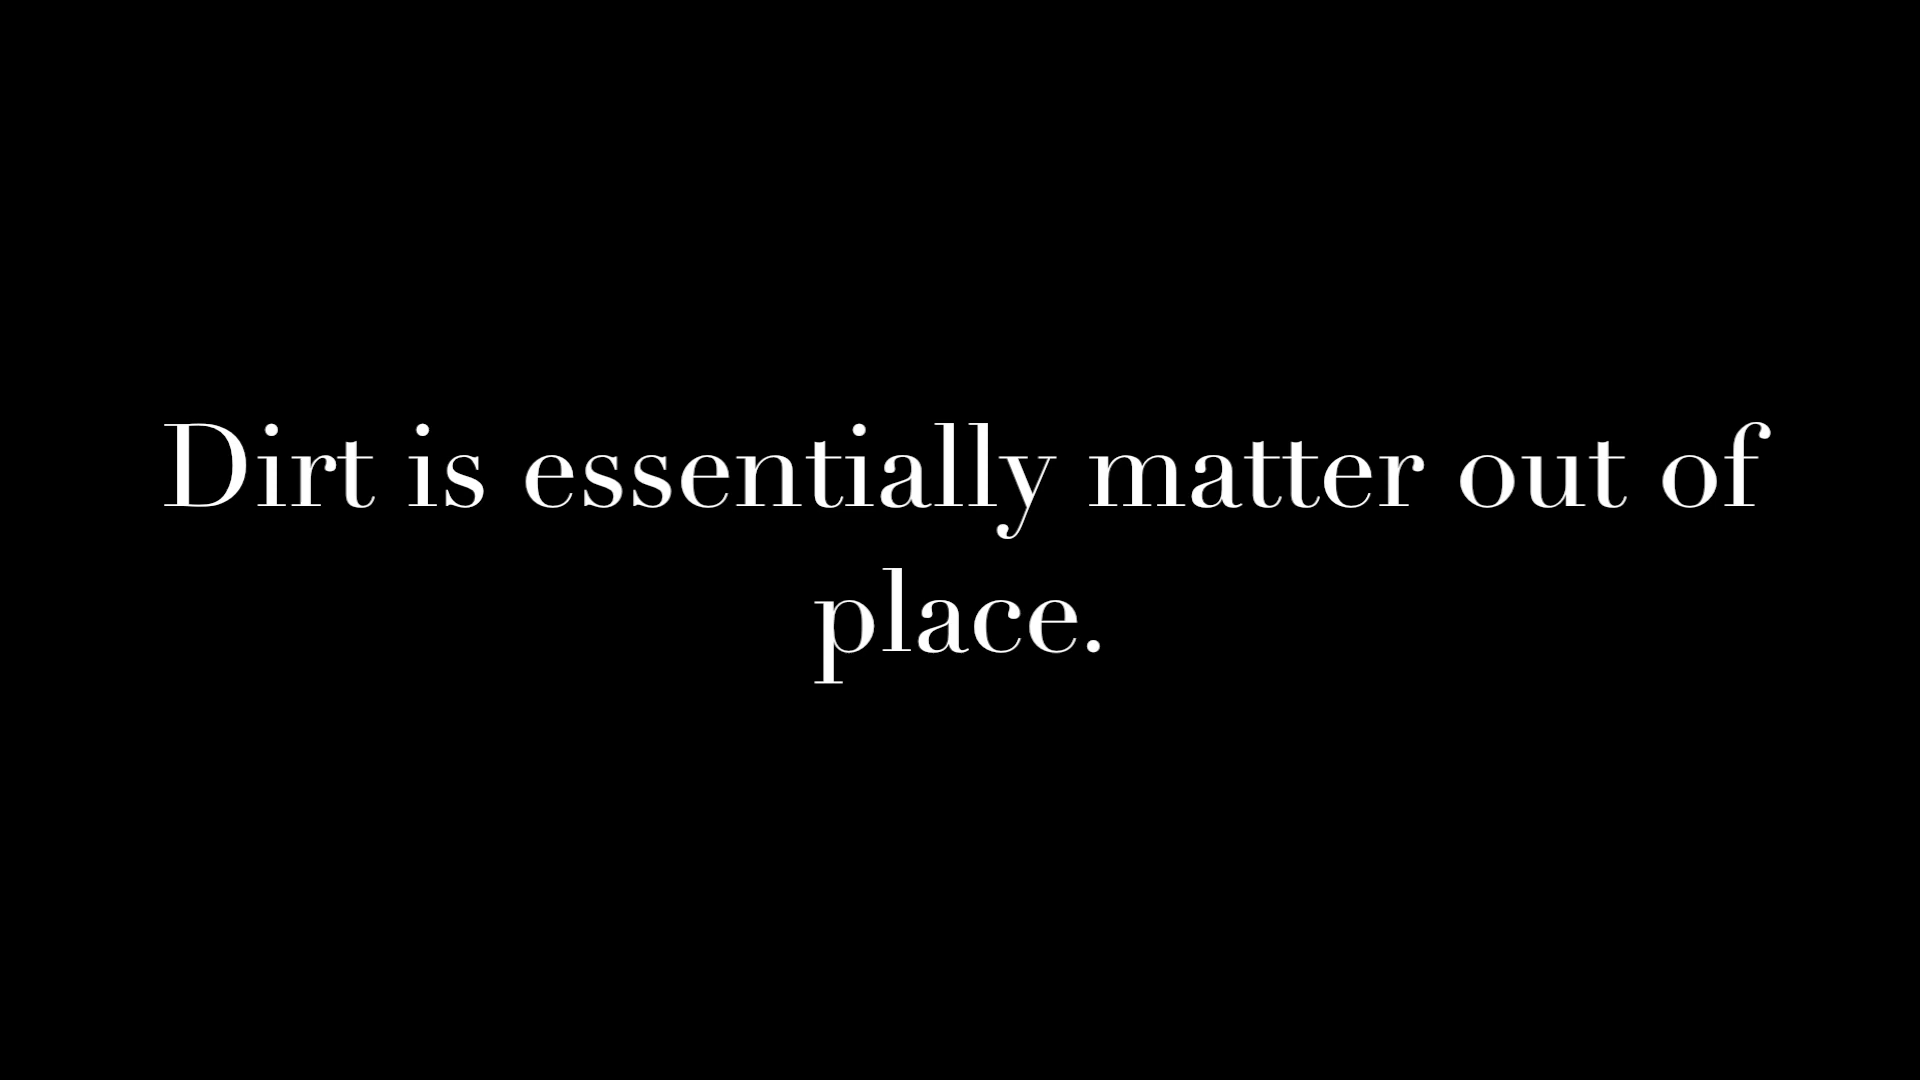 Dirt is essentially matter out of
place.